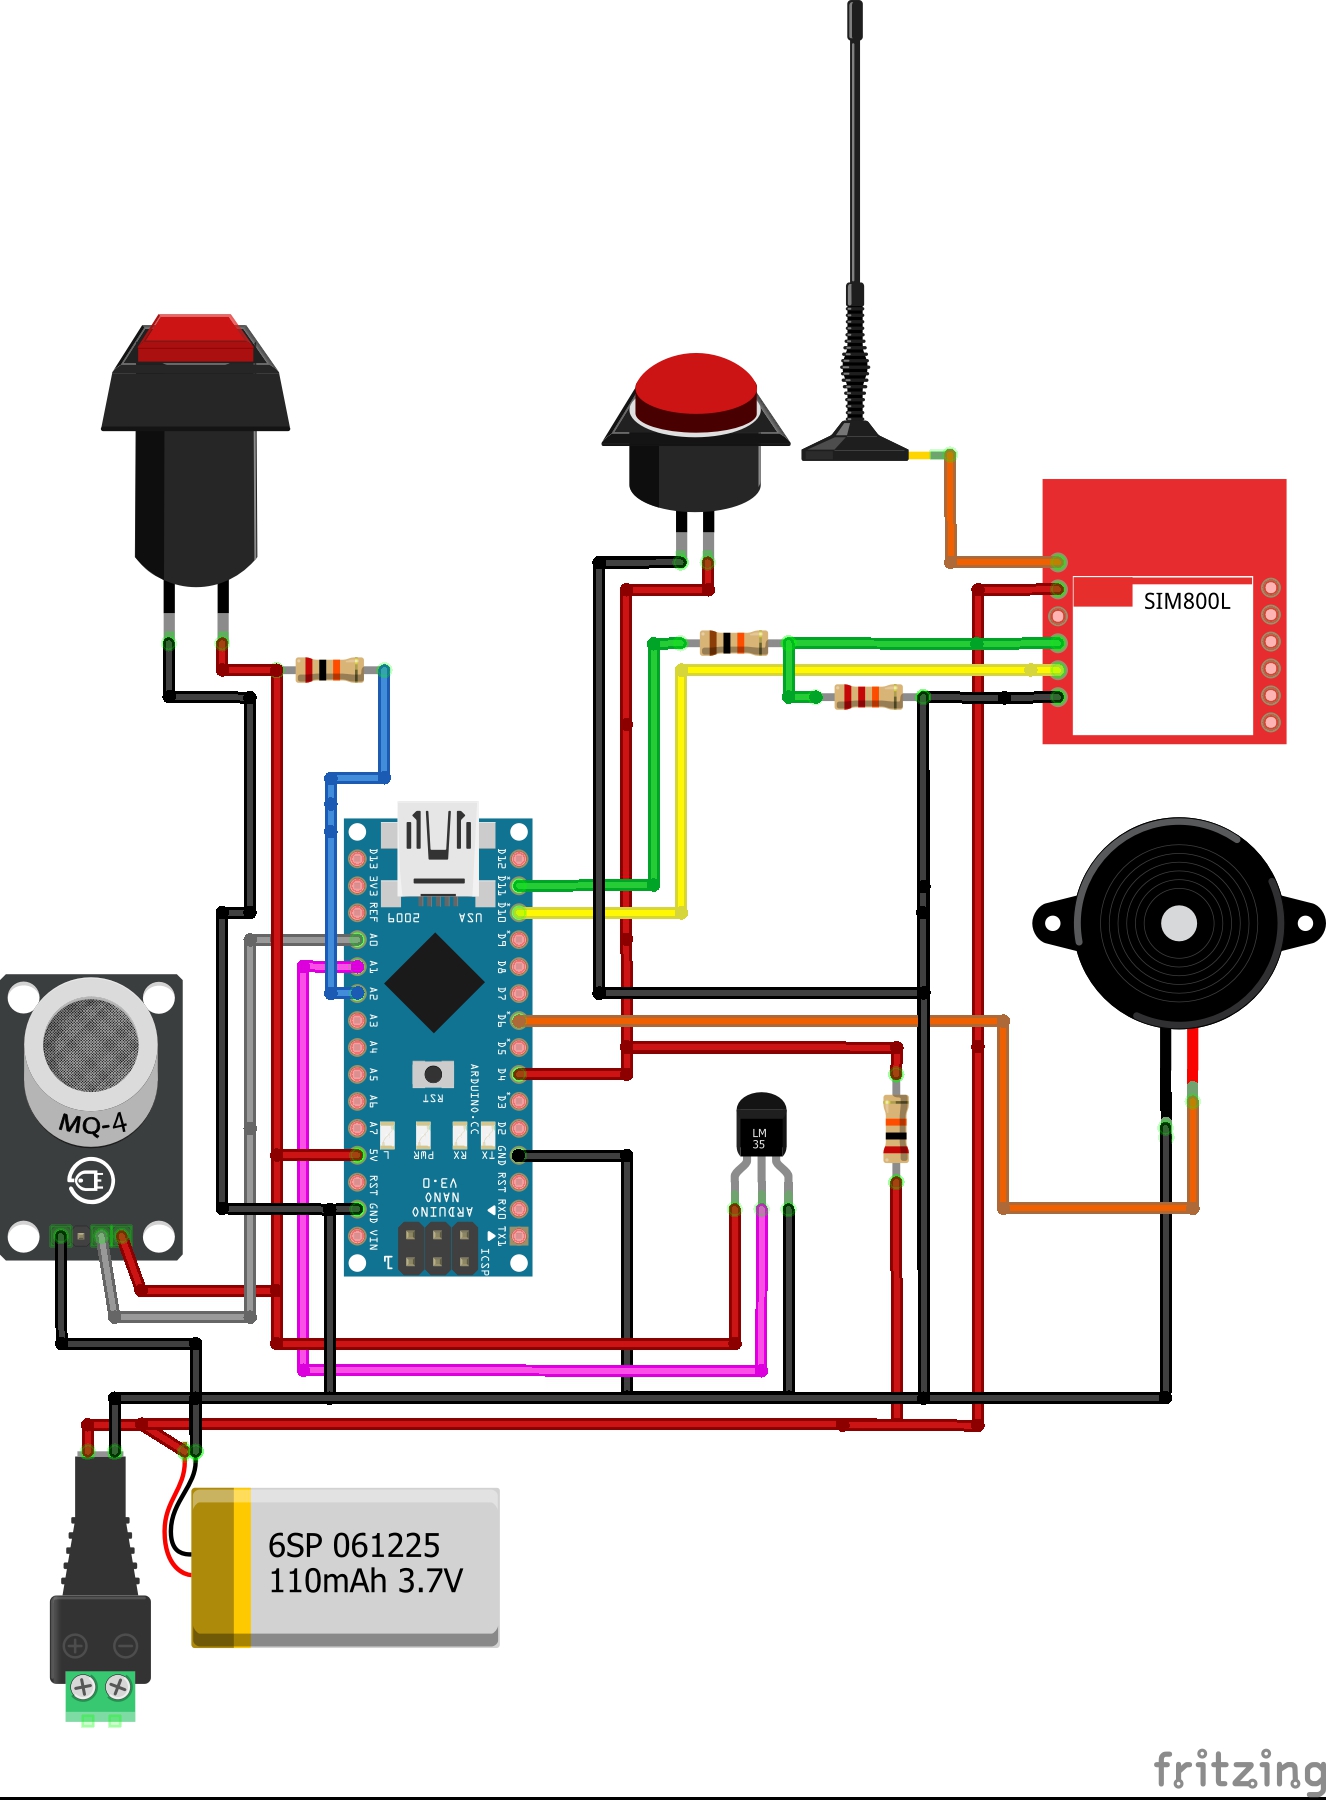 SIM800L
D13
3V3
REF
A0
A1
A2
A3
A4
A5
A6
A7
5V
RST
GND
VIN
D12
D11
D10
D9
D8
D7
D6
D5
D4
D3
D2
GND
RST
RX0
TX1
2009
USA
RST
ARDUINO.CC
L
PWR
RX
TX
V3.0
NANO
ARDUINO
1
ICSP
MQ-4
LM
35
6SP 061225
110mAh 3.7V
fritzing